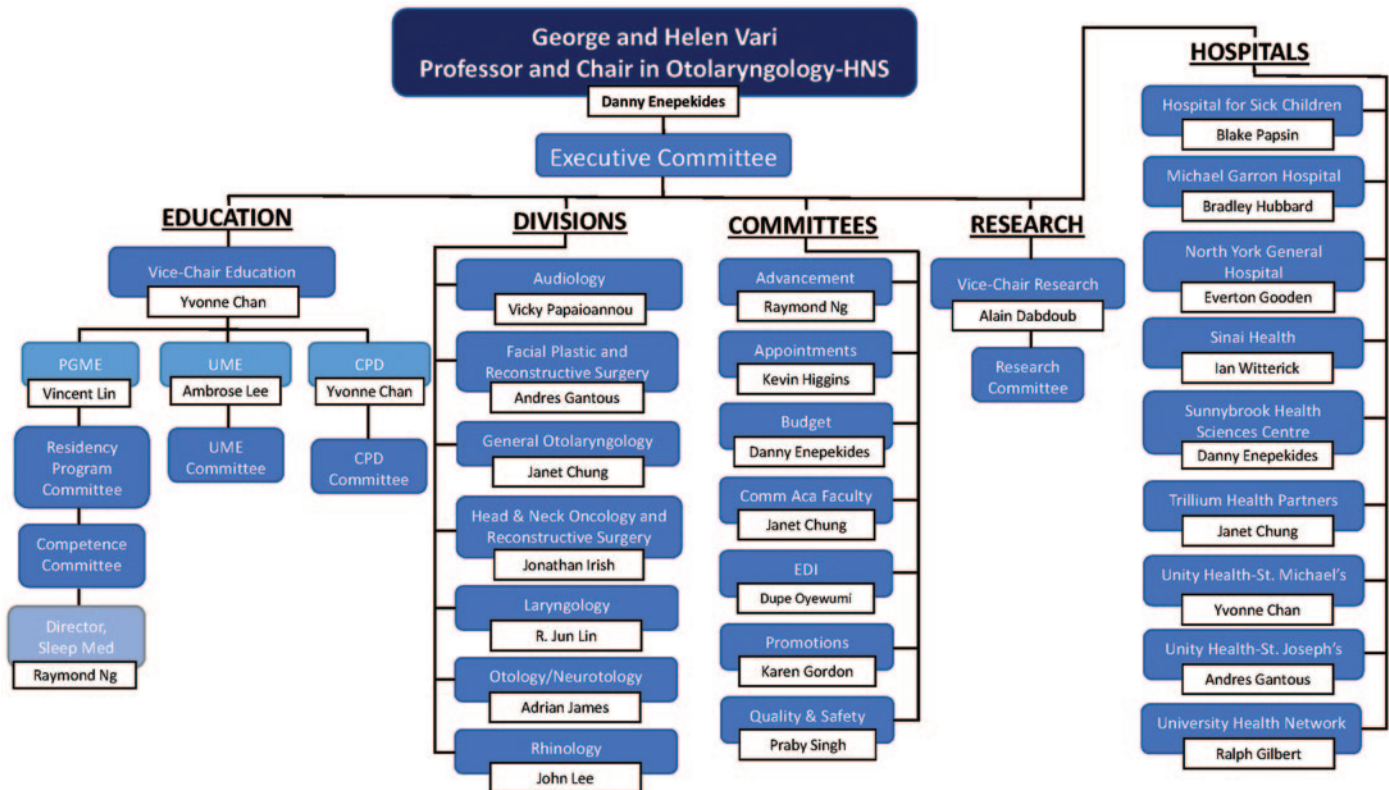 George and Helen Vari
Professor and Chair in Otolaryngology-HNS
Danny Enepekides
Executive Committee
EDUCATION
Vice-Chair Education
Yvonne Chan
PGME
Vincent Lin
Residency
Program
Committee
Competence
Committee
Director,
Sleep Med
Raymond Ng
UME
Ambrose Lee
UME
Committee
CPD
Yvonne Chan
CPD
Committee
DIVISIONS
Audiology
Vicky Papaioannou
Facial Plastic and
Reconstructive Surgery
Andres Gantous
General Otolaryngology
Janet Chung
Head & Neck Oncology and
Reconstructive Surgery
Jonathan Irish
Laryngology
R. Jun Lin
Otology/Neurotology
Adrian James
Rhinology
John Lee
COMMITTEES
Advancement
Raymond Ng
Appointments
Kevin Higgins
Budget
Danny Enepekides
Comm Aca Faculty
Janet Chung
EDI
Dupe Oyewumi
Promotions
Karen Gordon
Quality & Safety
Praby Singh
RESEARCH
Vice-Chair Research
Alain Dabdoub
Research
Committee
HOSPITALS
Hospital for Sick Children
Blake Papsin
Michael Garron Hospital
Bradley Hubbard
North York General
Hospital
Everton Gooden
Sinai Health
Ian Witterick
Sunnybrook Health
Sciences Centre
Danny Enepekides
Trillium Health Partners
Janet Chung
Unity Health-St. Michael's
Yvonne Chan
Unity Health-St. Joseph's
Andres Gantous
University Health Network
Ralph Gilbert